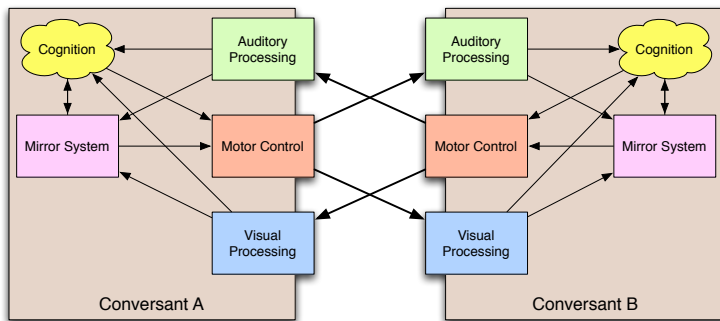 Cognition
Auditory
Processing
Mirror System
Motor Control
Visual
Processing
Conversant A
Auditory
Processing
Cognition
Motor Control
Mirror System
Visual
Processing
Conversant B